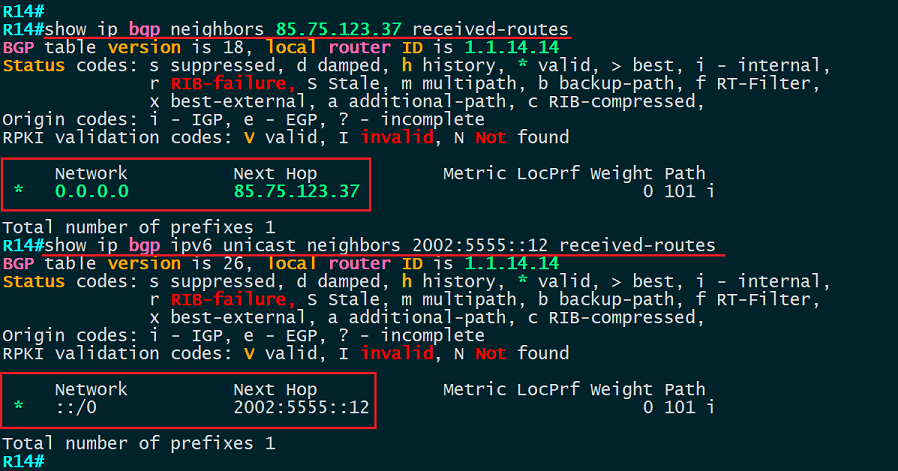 R14#
R14#show ip bgp neighbors 85.75.123.37 received-routes
BGP table version is 18, local router ID is 1.1.14.14
Status codes: s suppressed, d damped, h history, * valid, > best, i - internal,
              r RIB-failure, S Stale, m multipath, b backup-path, f RT-Filter,
              x best-external, a additional-path, c RIB-compressed,
Origin codes: i - IGP, e - EGP, ? - incomplete
RPKI validation codes: V valid, I invalid, N Not found
     Network          Next Hop            Metric LocPrf Weight Path
 *   0.0.0.0          85.75.123.37                           0 101 i
Total number of prefixes 1
R14#show ip bgp ipv6 unicast neighbors 2002:5555::12 received-routes
BGP table version is 26, local router ID is 1.1.14.14
Status codes: s suppressed, d damped, h history, * valid, > best, i - internal,
              r RIB-failure, S Stale, m multipath, b backup-path, f RT-Filter,
              x best-external, a additional-path, c RIB-compressed,
Origin codes: i - IGP, e - EGP, ? - incomplete
RPKI validation codes: V valid, I invalid, N Not found
     Network          Next Hop            Metric LocPrf Weight Path
 *   ::/0             2002:5555::12                          0 101 i
Total number of prefixes 1
R14#